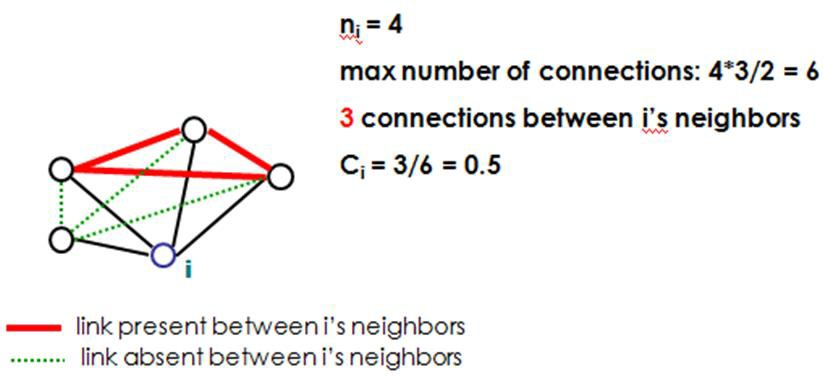 ni = 4
max number of connections: 4*3/2 = 6
3 connections between i's neighbors
Ci = 3/6 = 0.5
i
link present between i's neighbors
link absent between i's neighbors